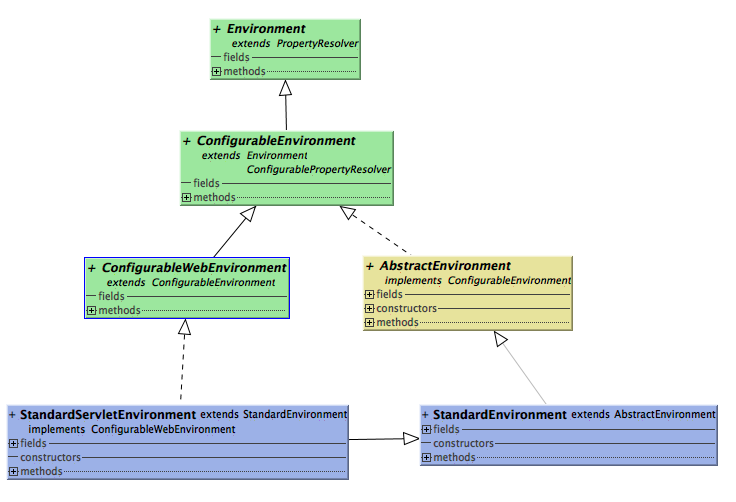 + Environment
extends PropertyResolver
fields
methods
+ ConfigurableEnvironment
extends Environment
ConfigurablePropertyResolver
fields
methods
+ ConfigurableWebEnvironment
extends ConfigurableEnvironment
fields
methods
+ AbstractEnvironment
implements ConfigurableEnvironment
fields
constructors
methods
+ StandardServletEnvironment extends StandardEnvironment
implements ConfigurableWebEnvironment
fields
constructors
methods
+ StandardEnvironment extends AbstractEnvironment
fields
constructors
methods